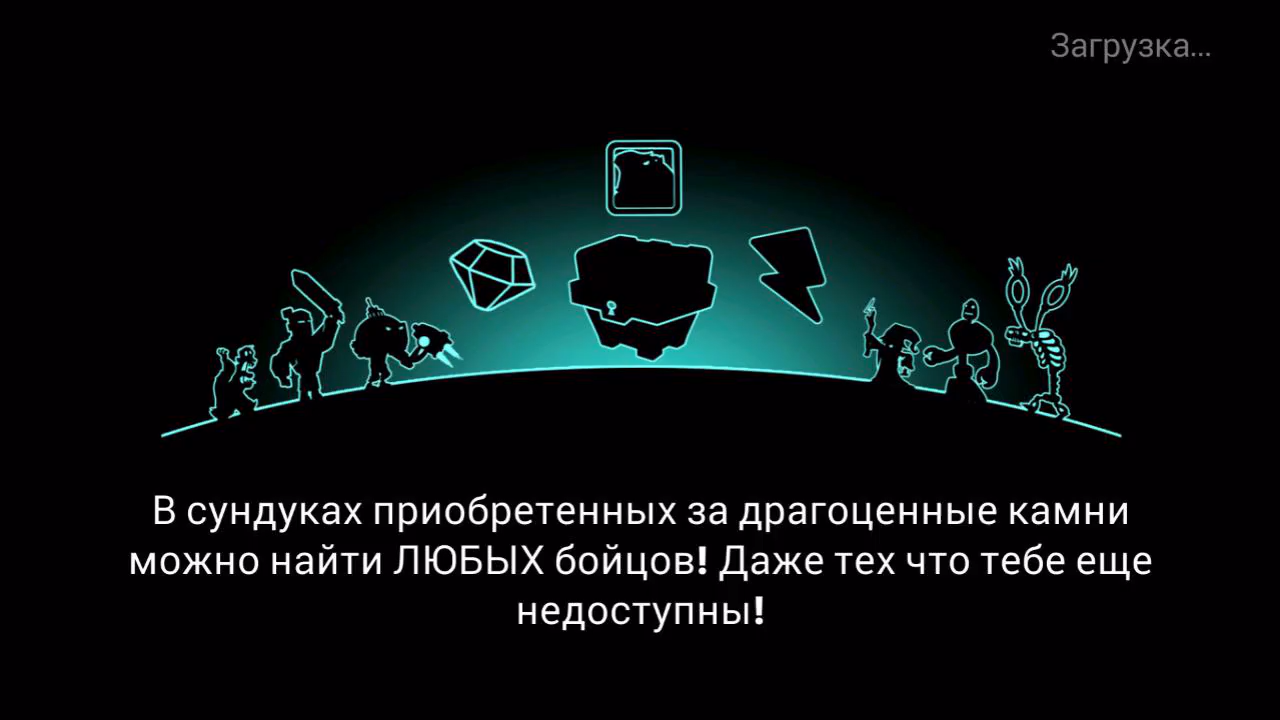 Загрузка...
В сундуках приобретенных за драгоценные камни
можно найти ЛЮБЫХ бойцов! Даже тех что тебе еще
недоступны!